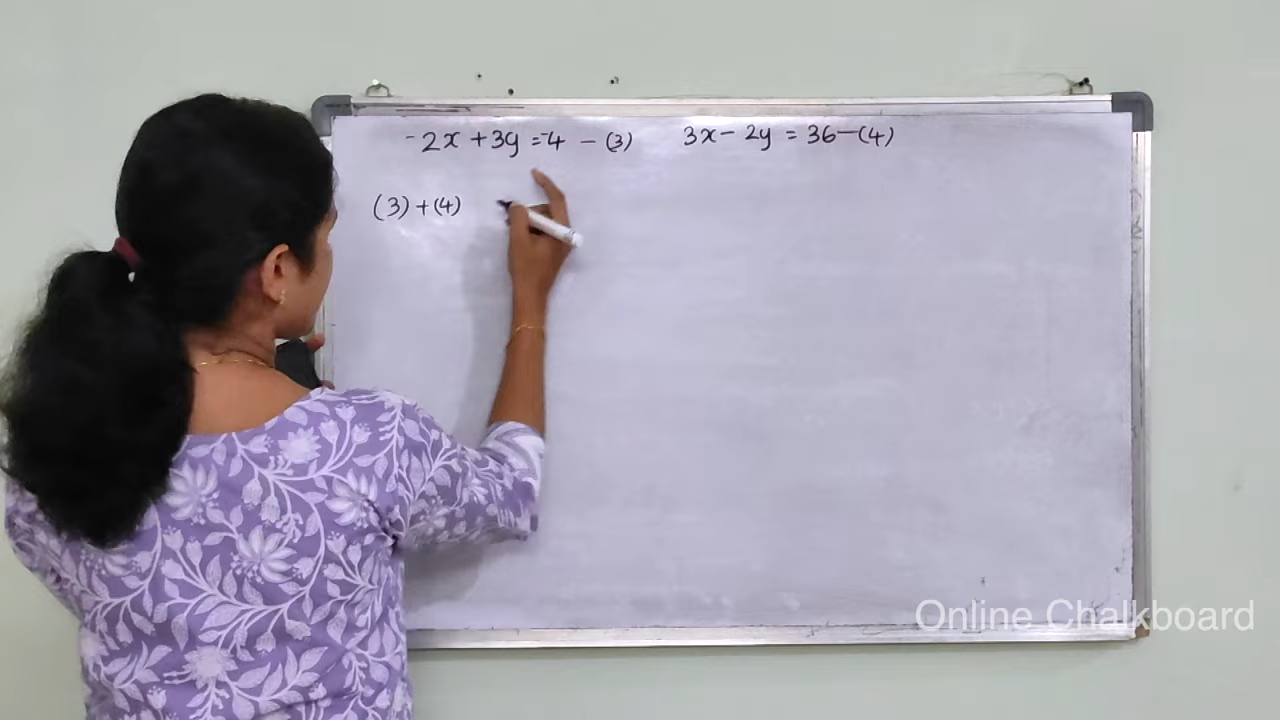 -2x + 3y = -4 - (3) 3x - 2y = 36 - (4)
(3) + (4)
Online Chalkboard